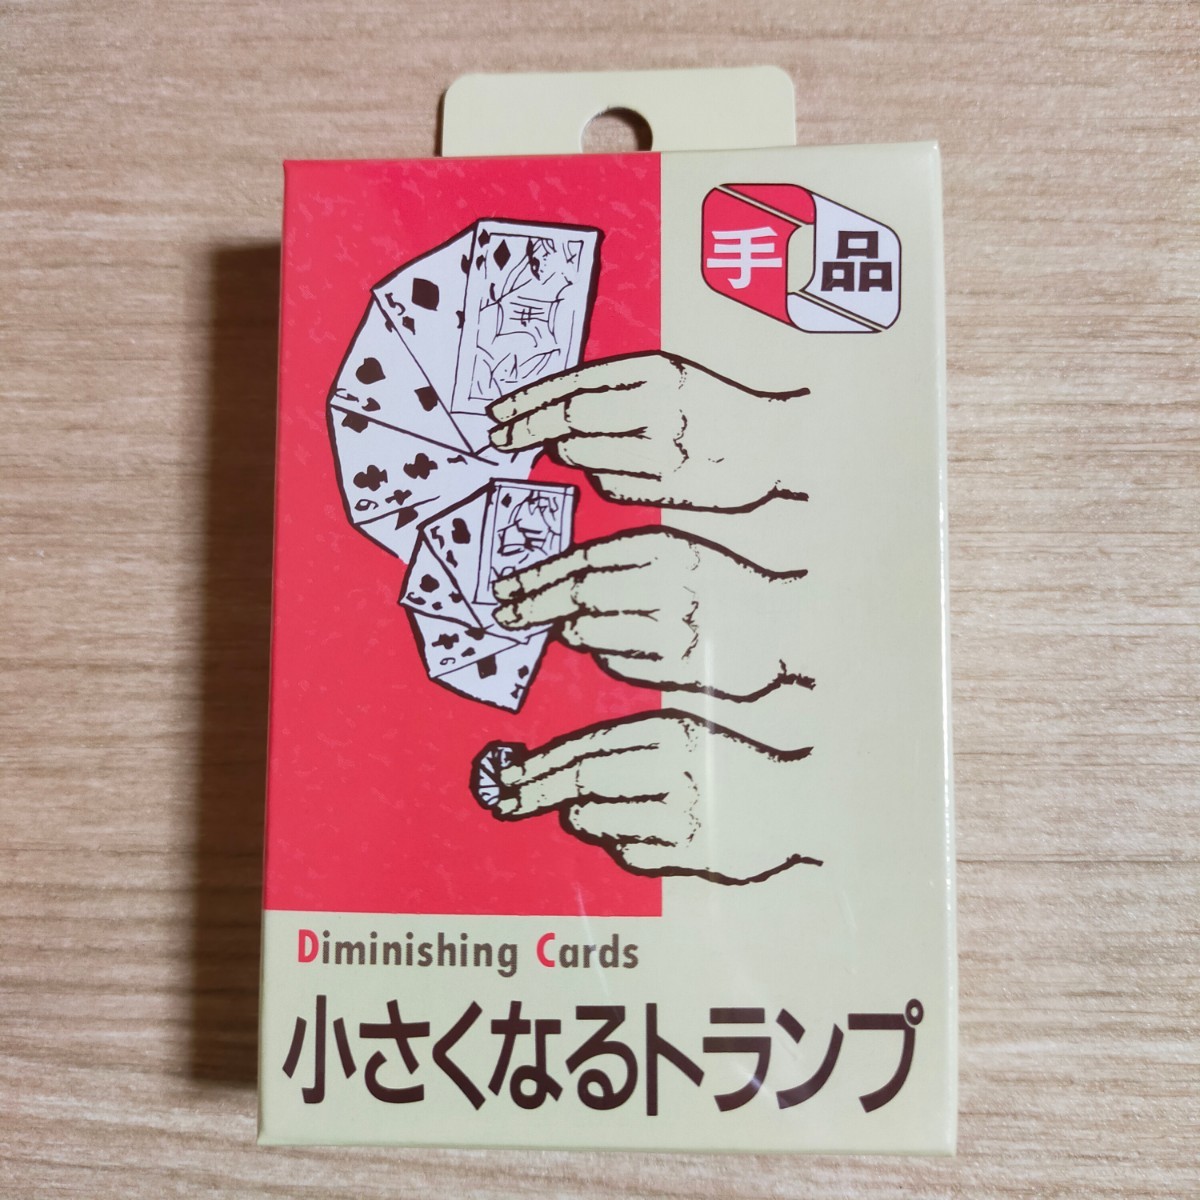 手品
Diminishing Cards
小さくなるトランプ